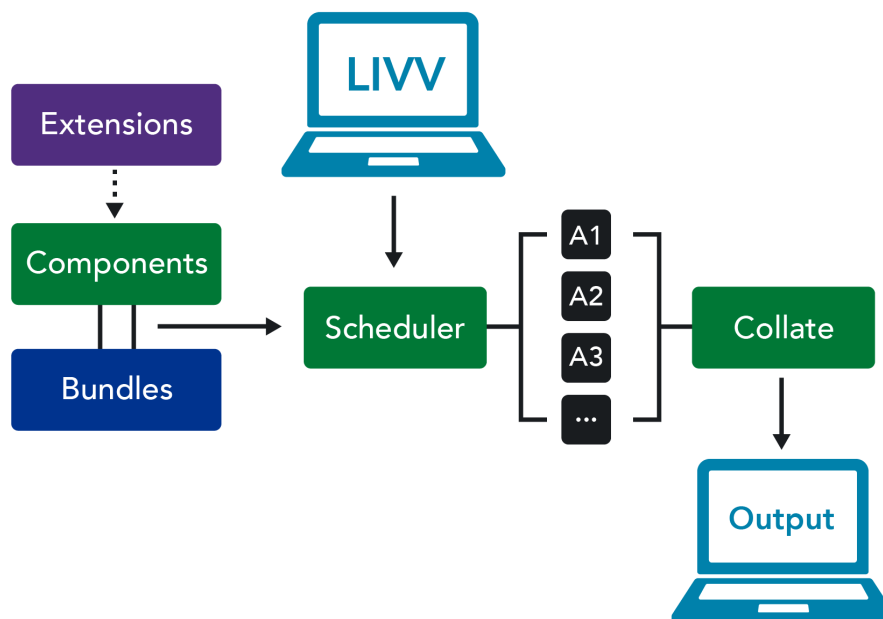 LIVV
Extensions
Components
Bundles
Scheduler
A1
A2
A3
...
Collate
Output